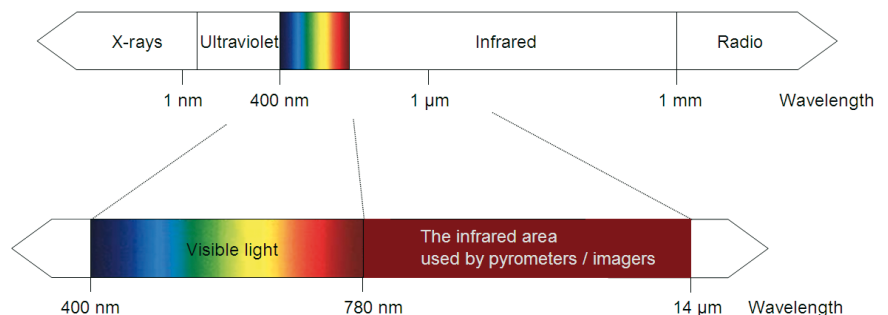 X-rays Ultraviolet Infrared Radio
1 nm 400 nm 1 µm 1 mm Wavelength
Visible light
The infrared area
used by pyrometers / imagers
400 nm 780 nm 14 µm Wavelength